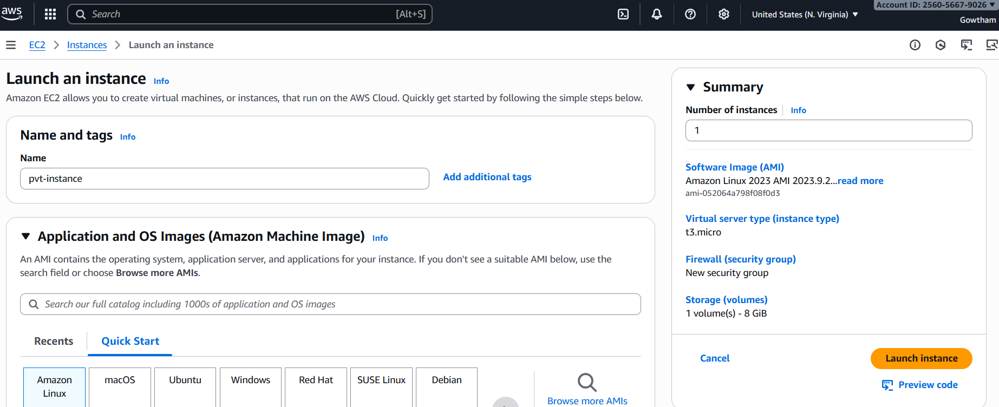 aws
Search
[Alt+S]
United States (N. Virginia)
Account ID: 2560-5667-9026
Gowtham
EC2
Instances
Launch an instance
Launch an instance Info
Amazon EC2 allows you to create virtual machines, or instances, that run on the AWS Cloud. Quickly get started by following the simple steps below.
Name and tags Info
Name
pvt-instance
Add additional tags
Application and OS Images (Amazon Machine Image) Info
An AMI contains the operating system, application server, and applications for your instance. If you don't see a suitable AMI below, use the
search field or choose Browse more AMIs.
Search our full catalog including 1000s of application and OS images
Recents
Quick Start
Amazon
Linux
macOS
Ubuntu
Windows
Red Hat
SUSE Linux
Debian
Browse more AMIs
Summary
Number of instances Info
1
Software Image (AMI)
Amazon Linux 2023 AMI 2023.9.2...read more
ami-052064a798f08f0d3
Virtual server type (instance type)
t3.micro
Firewall (security group)
New security group
Storage (volumes)
1 volume(s) - 8 GiB
Cancel
Launch instance
Preview code